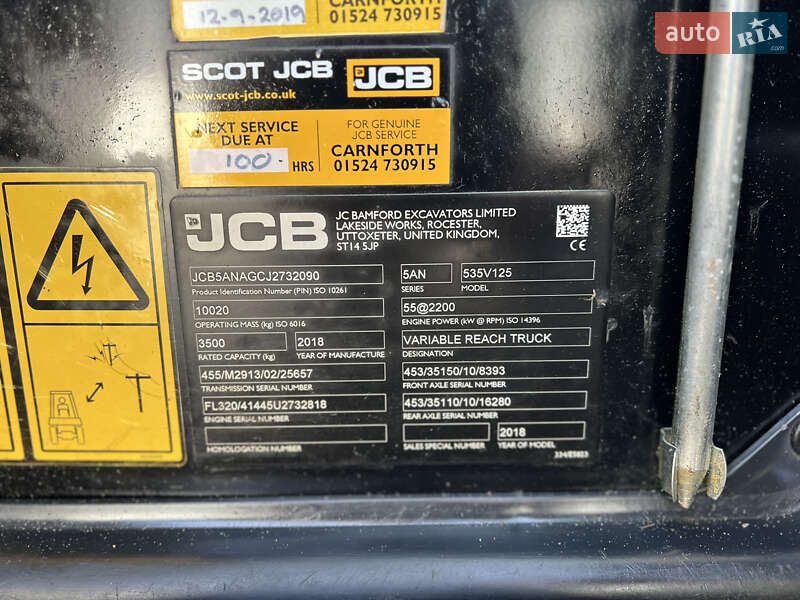 12-9-2019
CARNFORTH
01524 730915
auto RIA
.com
SCOT JCB JCB
www.scot-jcb.co.uk
NEXT SERVICE
DUE AT
100 HRS
FOR GENUINE
JCB SERVICE
CARNFORTH
01524 730915
JCB
JC BAMFORD EXCAVATORS LIMITED
LAKESIDE WORKS, ROCESTER,
UTTOXETER, UNITED KINGDOM,
ST14 5JP
CE
JCB5ANAGCJ2732090 5AN 535V125
Product Identification Number (PIN) ISO 10261 SERIES MODEL
10020 55@2200
OPERATING MASS (kg) ISO 6016 ENGINE POWER (kW @ RPM) ISO 14396
3500 2018 VARIABLE REACH TRUCK
RATED CAPACITY (kg) YEAR OF MANUFACTURE DESIGNATION
455/M2913/02/25657 453/35150/10/8393
TRANSMISSION SERIAL NUMBER FRONT AXLE SERIAL NUMBER
FL320/41445U2732818 453/35110/10/16280
ENGINE SERIAL NUMBER REAR AXLE SERIAL NUMBER
2018
HOMOLOGATION NUMBER SALES SPECIAL NUMBER YEAR OF MODEL
334/E5823